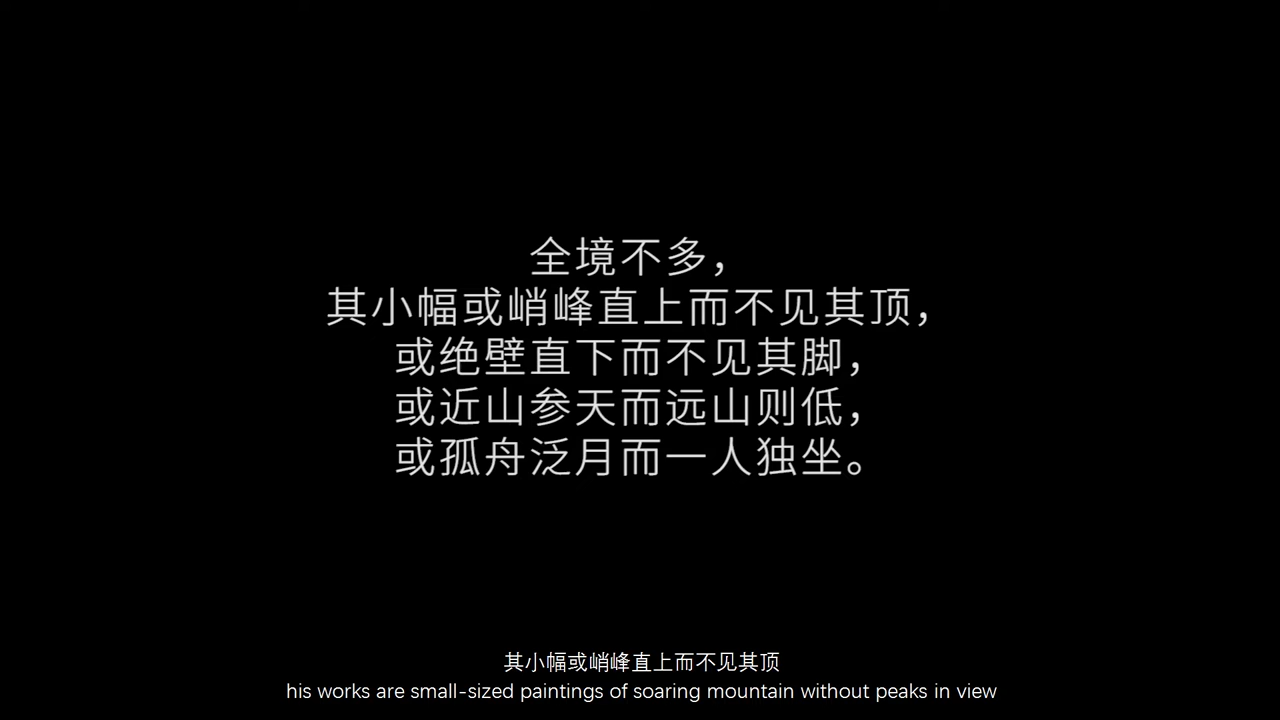 全境不多，
其小幅或峭峰直上而不见其顶，
或绝壁直下而不见其脚，
或近山参天而远山则低，
或孤舟泛月而一人独坐。
其小幅或峭峰直上而不见其顶
his works are small-sized paintings of soaring mountain without peaks in view